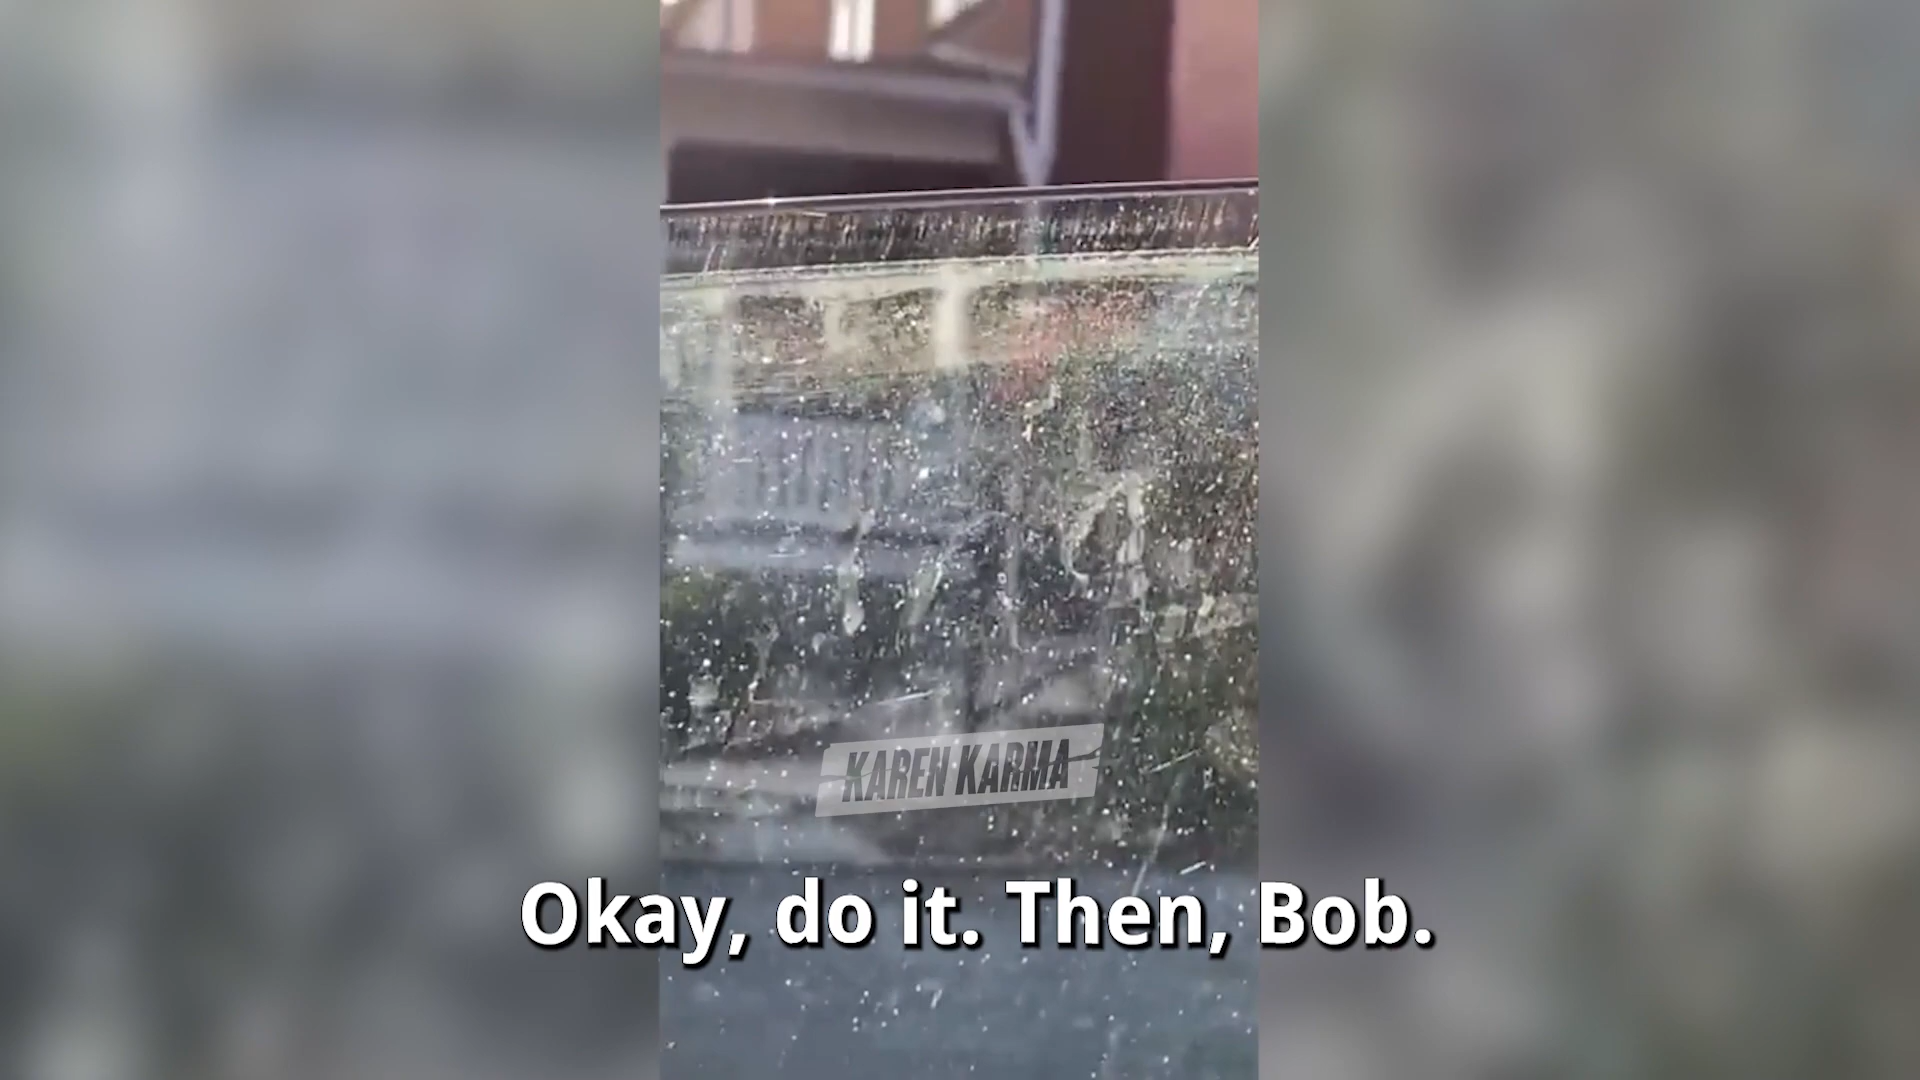 KAREN KARMA
Okay, do it. Then, Bob.